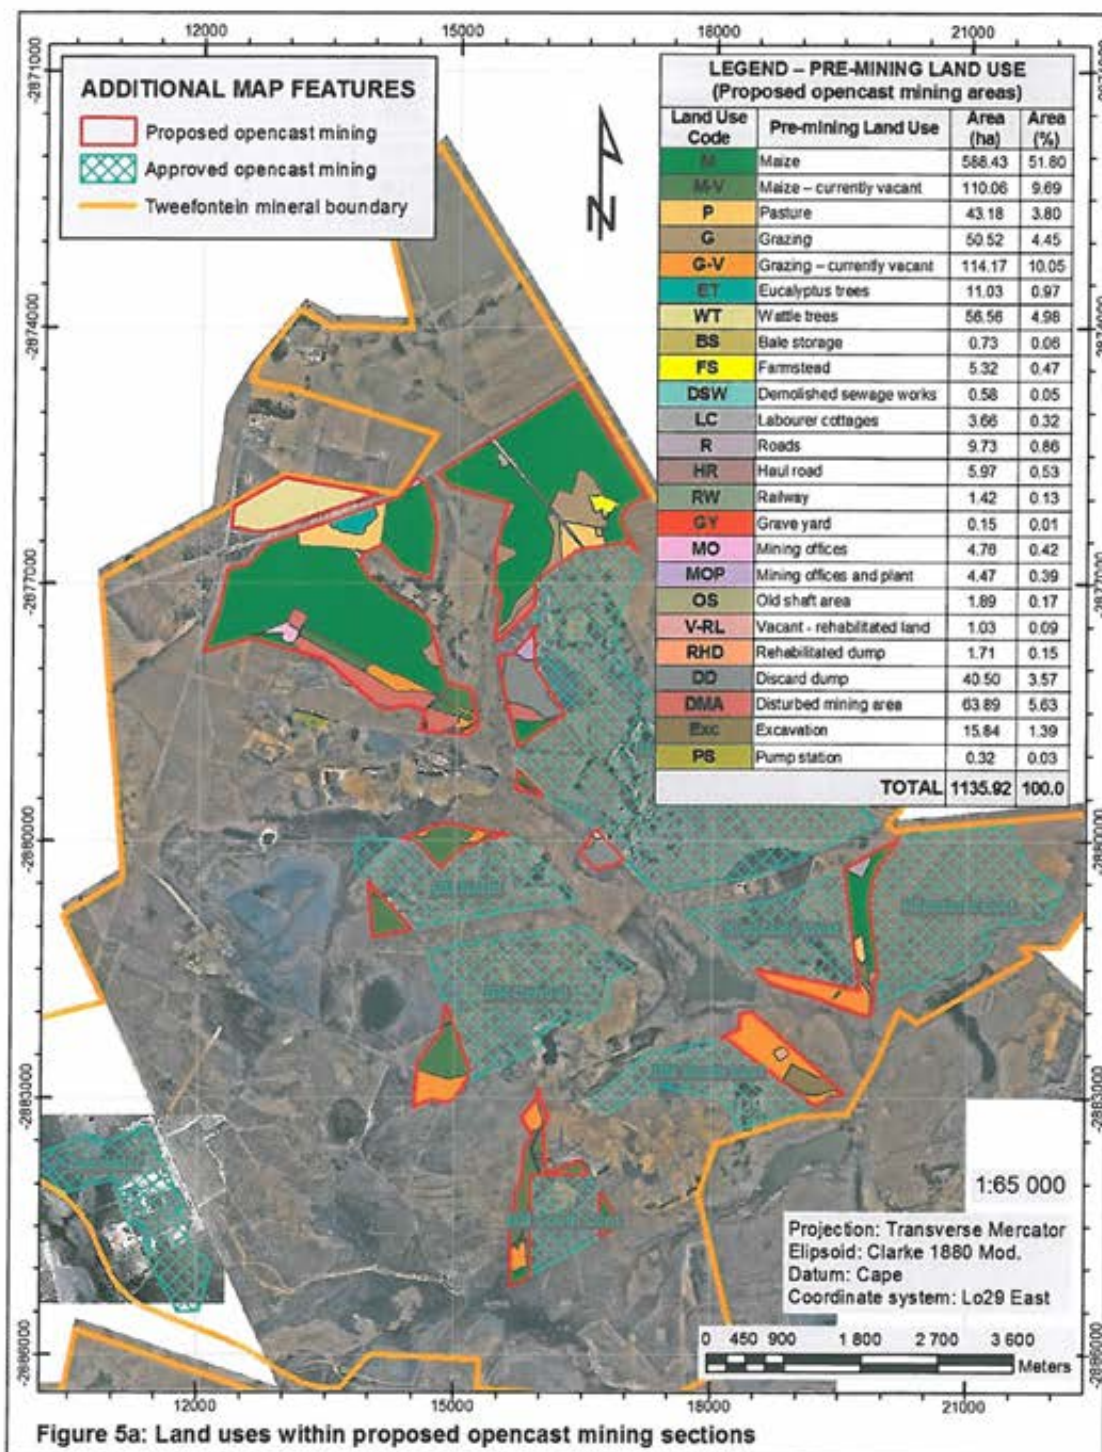 12000 15000 18000 21000
-2871000
ADDITIONAL MAP FEATURES
Proposed opencast mining
Approved opencast mining
Tweefontein mineral boundary
N
LEGEND – PRE-MINING LAND USE
(Proposed opencast mining areas)
Land Use Code Pre-mining Land Use Area (ha) Area (%)
M Maize 588.43 51.80
M-V Maize – currently vacant 110.06 9.69
P Pasture 43.18 3.80
G Grazing 50.52 4.45
G-V Grazing – currently vacant 114.17 10.05
ET Eucalyptus trees 11.03 0.97
WT Wattle trees 56.56 4.98
BS Bale storage 0.73 0.06
FS Farmstead 5.32 0.47
DSW Demolished sewage works 0.58 0.05
LC Labourer cottages 3.66 0.32
R Roads 9.73 0.86
HR Haul road 5.97 0.53
RW Railway 1.42 0.13
GY Grave yard 0.15 0.01
MO Mining offices 4.78 0.42
MOP Mining offices and plant 4.47 0.39
OS Old shaft area 1.89 0.17
V-RL Vacant - rehabilitated land 1.03 0.09
RHD Rehabilitated dump 1.71 0.15
DD Discard dump 40.50 3.57
DMA Disturbed mining area 63.89 5.63
Exc Excavation 15.84 1.39
PS Pump station 0.32 0.03
TOTAL 1135.92 100.0
-2874000 -2874000
-2877000 -2877000
-2880000 -2880000
-2883000 -2883000
1:65 000
Projection: Transverse Mercator
Elipsoid: Clarke 1880 Mod.
Datum: Cape
Coordinate system: Lo29 East
0 450 900 1 800 2 700 3 600
Meters
-2886000 -2886000
12000 15000 18000 21000
Figure 5a: Land uses within proposed opencast mining sections